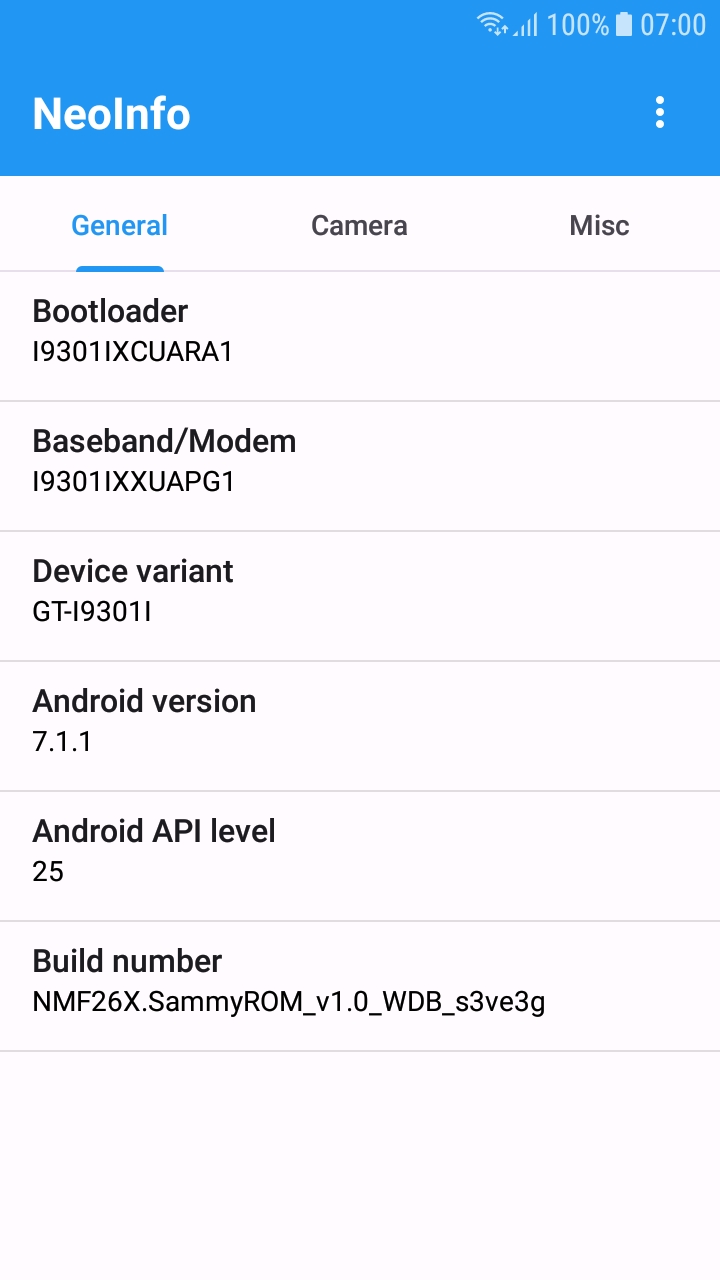 100% 07:00
NeoInfo
General Camera Misc
Bootloader
I9301IXCUARA1
Baseband/Modem
I9301IXXUAPG1
Device variant
GT-I9301I
Android version
7.1.1
Android API level
25
Build number
NMF26X.SammyROM_v1.0_WDB_s3ve3g